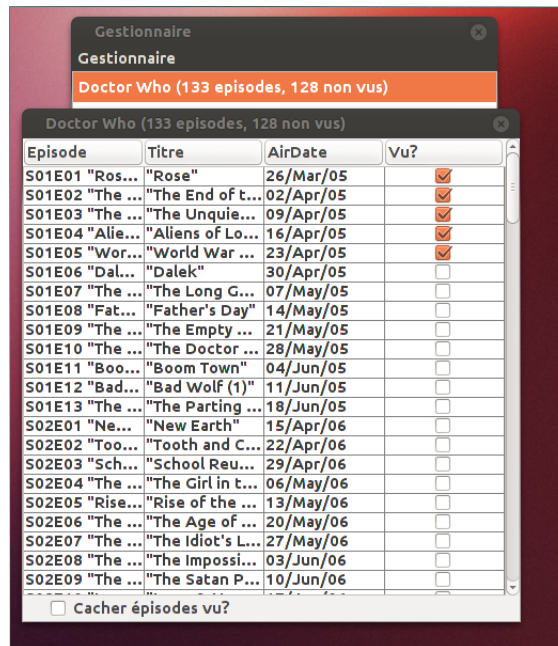 Gestionnaire
Gestionnaire
Doctor Who (133 episodes, 128 non vus)
Doctor Who (133 episodes, 128 non vus)
Episode Titre AirDate Vu?
S01E01 "Ros... "Rose" 26/Mar/05
S01E02 "The ... "The End of t... 02/Apr/05
S01E03 "The ... "The Unquie... 09/Apr/05
S01E04 "Alie... "Aliens of Lo... 16/Apr/05
S01E05 "Wor... "World War ... 23/Apr/05
S01E06 "Dal... "Dalek" 30/Apr/05
S01E07 "The ... "The Long G... 07/May/05
S01E08 "Fat... "Father's Day" 14/May/05
S01E09 "The ... "The Empty ... 21/May/05
S01E10 "The ... "The Doctor ... 28/May/05
S01E11 "Boo... "Boom Town" 04/Jun/05
S01E12 "Bad... "Bad Wolf (1)" 11/Jun/05
S01E13 "The ... "The Parting ... 18/Jun/05
S02E01 "Ne... "New Earth" 15/Apr/06
S02E02 "Too... "Tooth and C... 22/Apr/06
S02E03 "Sch... "School Reu... 29/Apr/06
S02E04 "The ... "The Girl in t... 06/May/06
S02E05 "Rise... "Rise of the ... 13/May/06
S02E06 "The ... "The Age of ... 20/May/06
S02E07 "The ... "The Idiot's L... 27/May/06
S02E08 "The ... "The Impossi... 03/Jun/06
S02E09 "The ... "The Satan P... 10/Jun/06
Cacher épisodes vu?